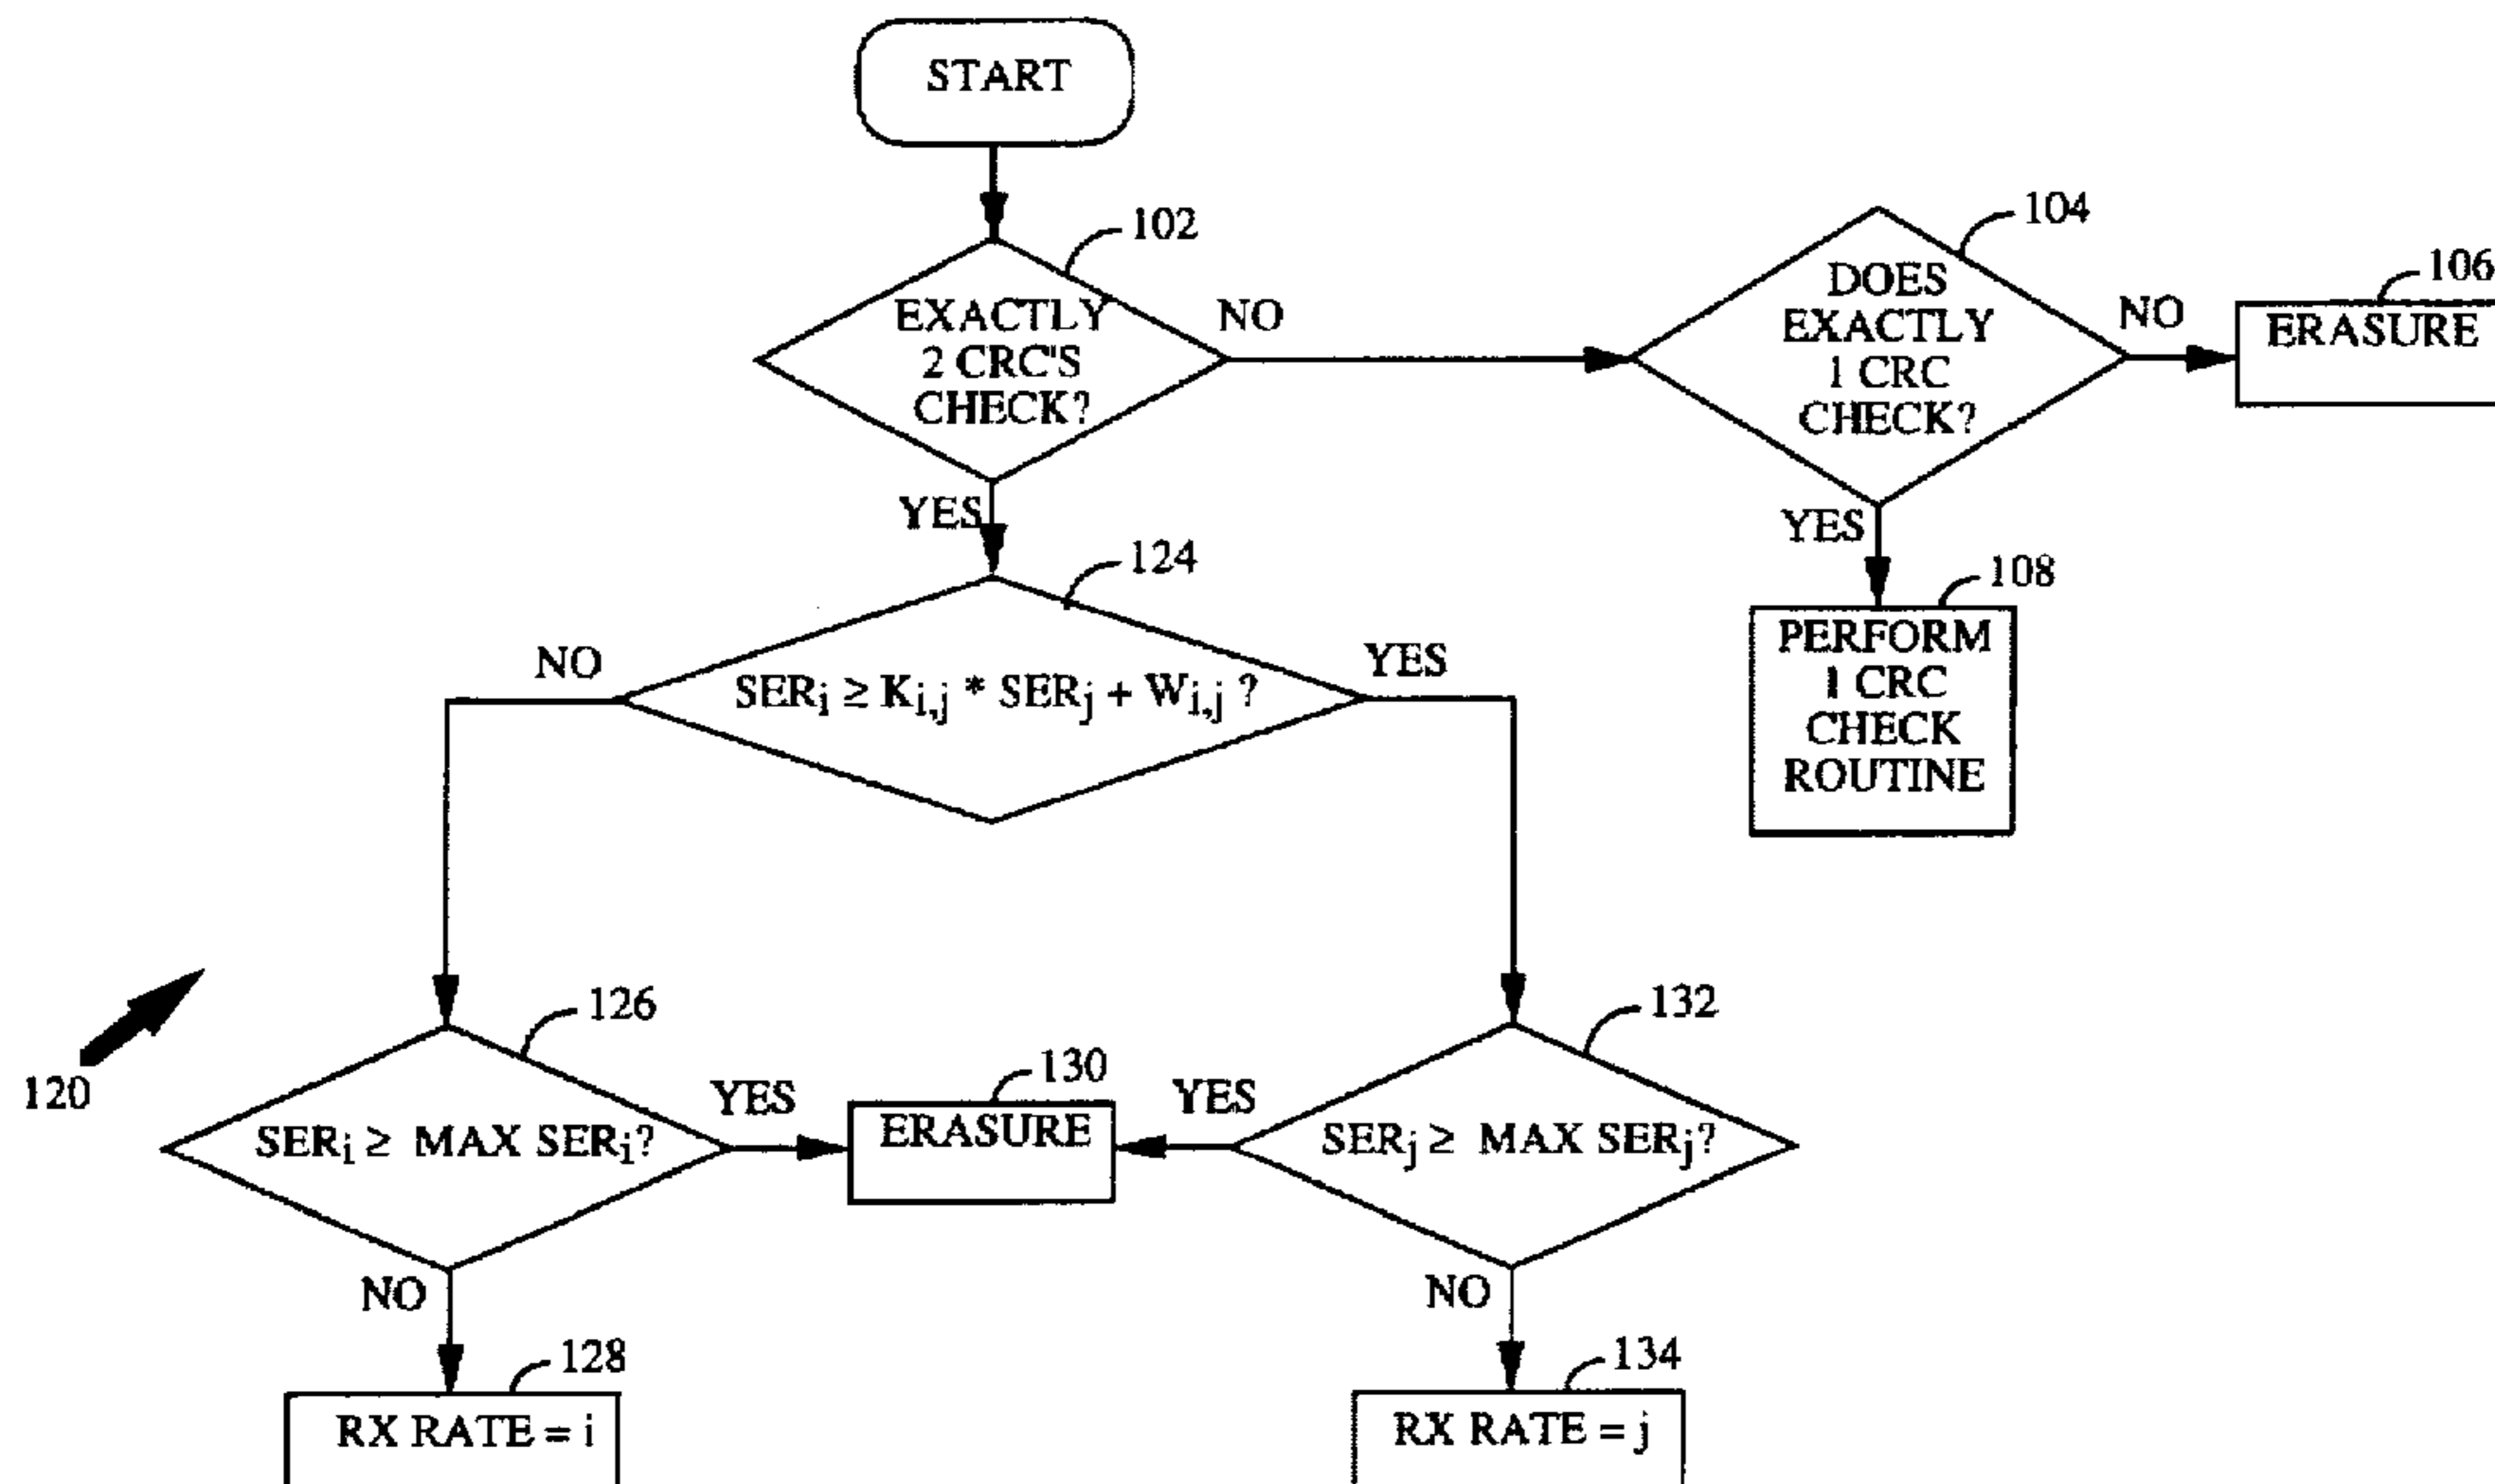 START
102
EXACTLY
2 CRC'S
CHECK?
NO
YES
104
DOES
EXACTLY
1 CRC
CHECK?
NO
YES
106
ERASURE
108
PERFORM
1 CRC
CHECK
ROUTINE
124
SERi ≥ Ki,j * SERj + Wi,j ?
NO
YES
120
126
SERi ≥ MAX SERi?
YES
NO
130
ERASURE
132
SERj ≥ MAX SERj?
YES
NO
128
RX RATE = i
134
RX RATE = j